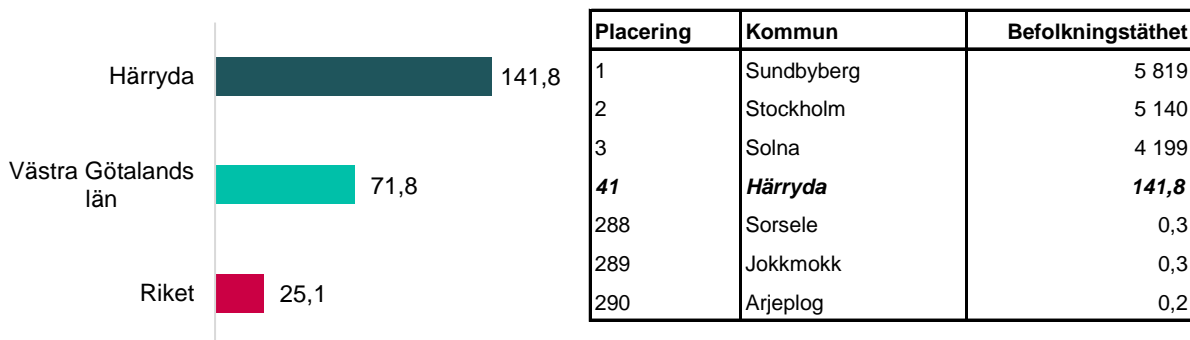 Härryda
141,8
Västra Götalands
län
71,8
Riket
25,1
Placering Kommun Befolkningstäthet
1 Sundbyberg 5 819
2 Stockholm 5 140
3 Solna 4 199
41 Härryda 141,8
288 Sorsele 0,3
289 Jokkmokk 0,3
290 Arjeplog 0,2